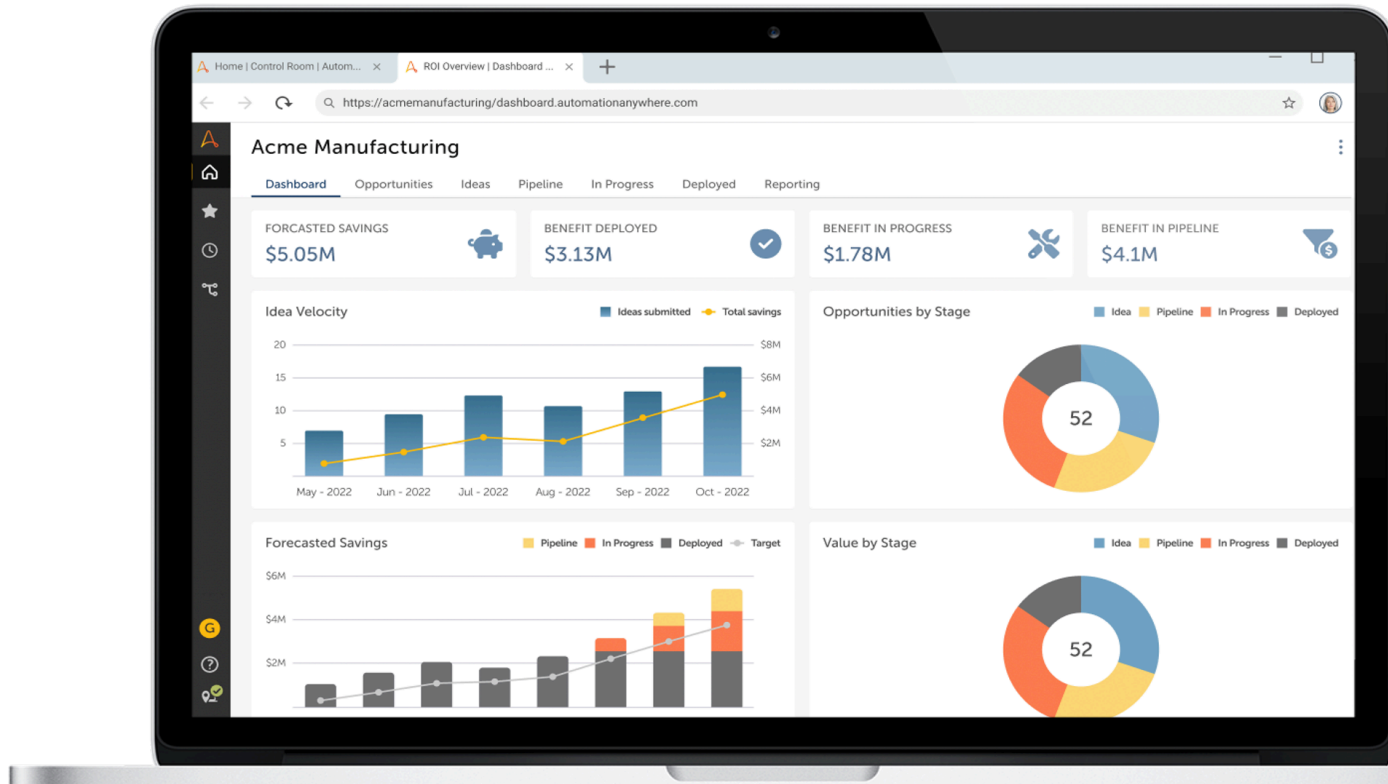 Home | Control Room | Autom... ROI Overview | Dashboard ...
https://acmemanufacturing/dashboard.automationanywhere.com
Acme Manufacturing
Dashboard Opportunities Ideas Pipeline In Progress Deployed Reporting
FORCASTED SAVINGS
$5.05M
BENEFIT DEPLOYED
$3.13M
BENEFIT IN PROGRESS
$1.78M
BENEFIT IN PIPELINE
$4.1M
Idea Velocity
Ideas submitted Total savings
20 $8M
15 $6M
10 $4M
5 $2M
May - 2022 Jun - 2022 Jul - 2022 Aug - 2022 Sep - 2022 Oct - 2022
Opportunities by Stage
Idea Pipeline In Progress Deployed
52
Forecasted Savings
Pipeline In Progress Deployed Target
$6M
$4M
$2M
Value by Stage
Idea Pipeline In Progress Deployed
52
G